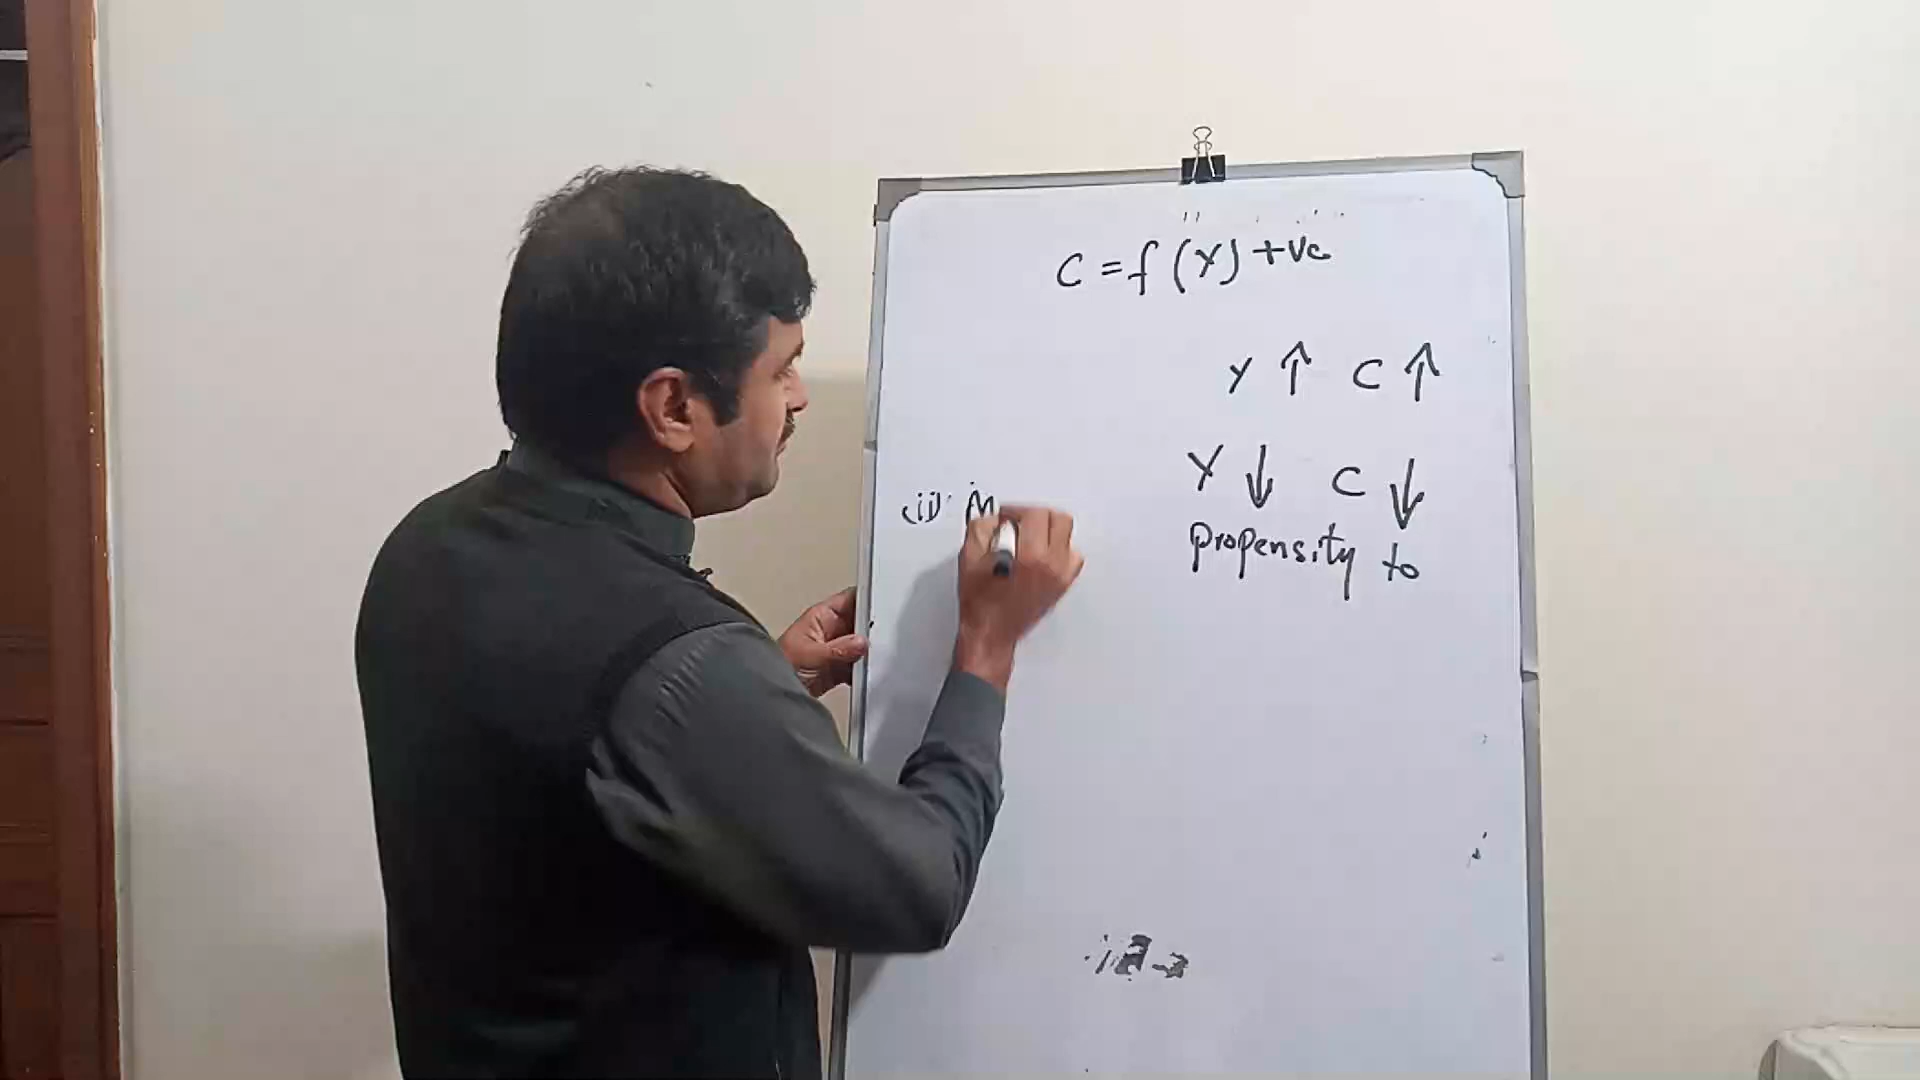 C = f (Y) +ve
Y ↑ C ↑
Y ↓ C ↓
(ii) M
propensity to